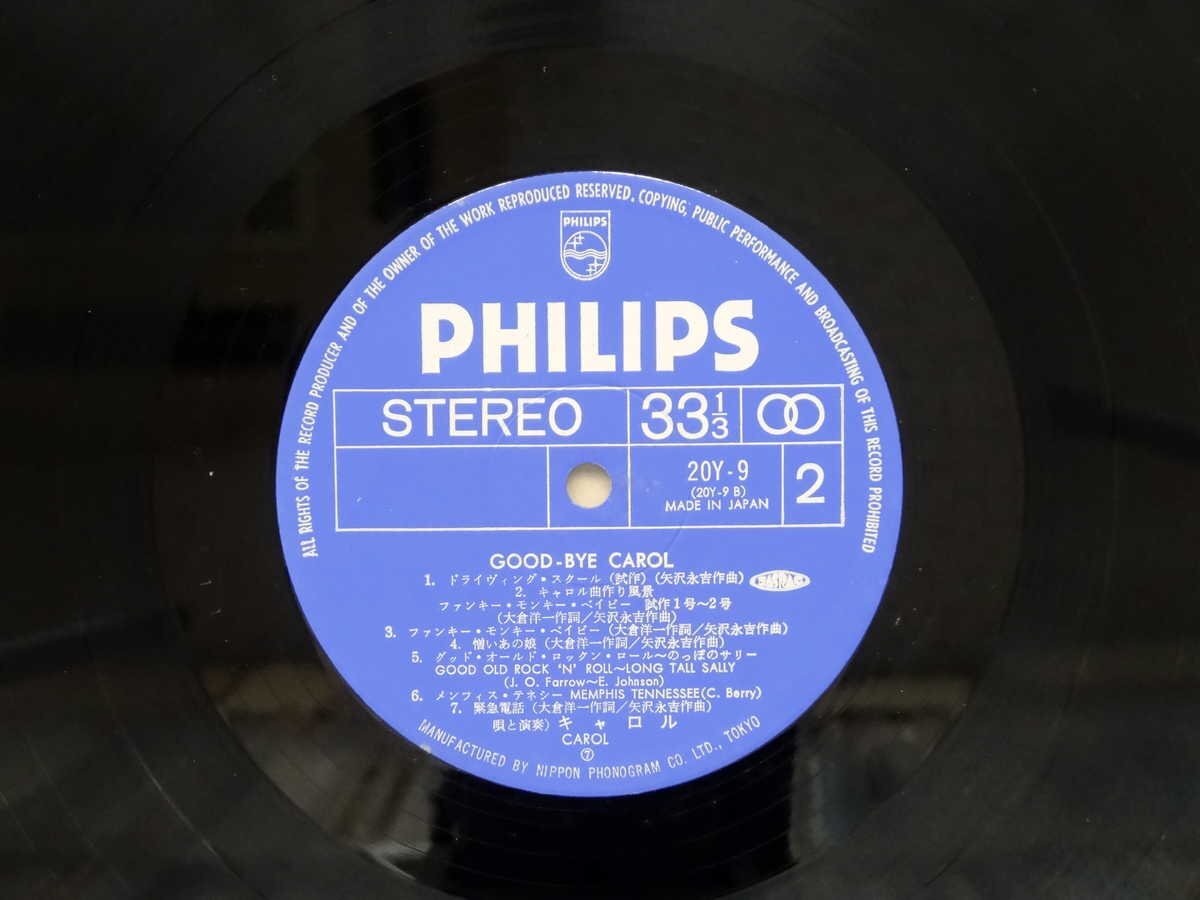 ALL RIGHTS OF THE RECORD PRODUCER AND OF THE OWNER OF THE WORK REPRODUCED RESERVED. COPYING, PUBLIC PERFORMANCE AND BROADCASTING OF THIS RECORD PROHIBITED
PHILIPS
PHILIPS
STEREO 33 1/3
20Y-9
(20Y-9 B)
MADE IN JAPAN
2
GOOD-BYE CAROL
1. ドライヴィング・スクール (試作) (矢沢永吉作曲) JASRAC
2. キャロル曲作り風景
ファンキー・モンキー・ベイビー 試作1号〜2号
(大倉洋一作詞/矢沢永吉作曲)
3. ファンキー・モンキー・ベイビー (大倉洋一作詞/矢沢永吉作曲)
4. 憎いあの娘 (大倉洋一作詞/矢沢永吉作曲)
5. グッド・オールド・ロックン・ロール〜のっぽのサリー
GOOD OLD ROCK 'N' ROLL〜LONG TALL SALLY
(J. O. Farrow〜E. Johnson)
6. メンフィス・テネシー MEMPHIS TENNESSEE (C. Berry)
7. 緊急電話 (大倉洋一作詞/矢沢永吉作曲)
唄と演奏) キャロル
CAROL
⑦
MANUFACTURED BY NIPPON PHONOGRAM CO. LTD., TOKYO